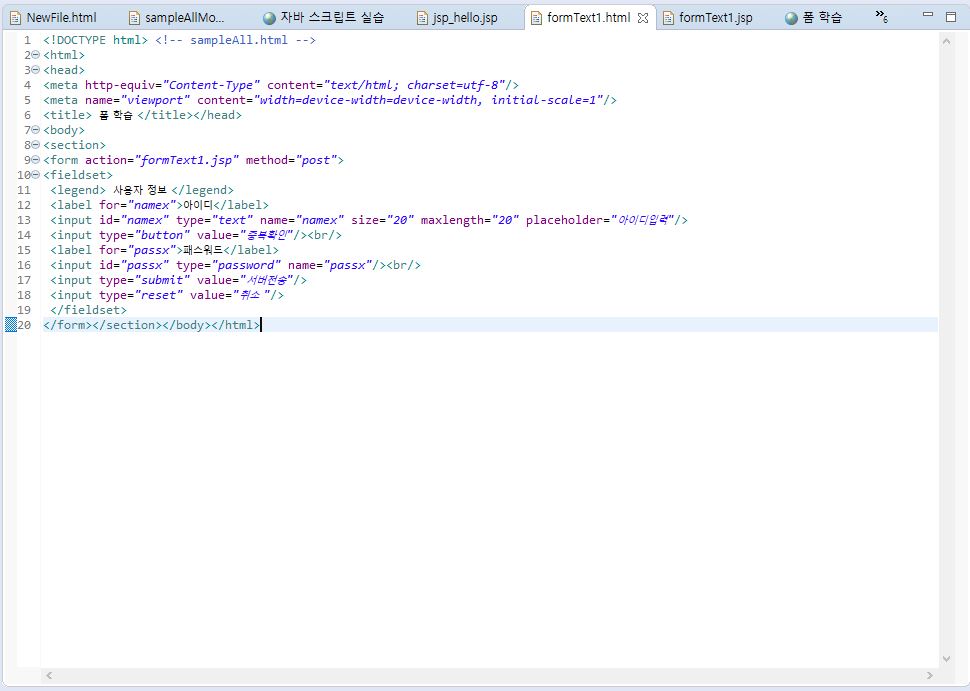 NewFile.html sampleAllMo... 자바 스크립트 실습 jsp_hello.jsp formText1.html formText1.jsp 폼 학습 »6
1 <!DOCTYPE html> <!-- sampleAll.html -->
2 <html>
3 <head>
4 <meta http-equiv="Content-Type" content="text/html; charset=utf-8"/>
5 <meta name="viewport" content="width=device-width=device-width, initial-scale=1"/>
6 <title> 폼 학습 </title></head>
7 <body>
8 <section>
9 <form action="formText1.jsp" method="post">
10 <fieldset>
11 <legend> 사용자 정보 </legend>
12 <label for="namex">아이디</label>
13 <input id="namex" type="text" name="namex" size="20" maxlength="20" placeholder="아이디입력"/>
14 <input type="button" value="중복확인"/><br/>
15 <label for="passx">패스워드</label>
16 <input id="passx" type="password" name="passx"/><br/>
17 <input type="submit" value="서버전송"/>
18 <input type="reset" value="취소 "/>
19 </fieldset>
20 </form></section></body></html>